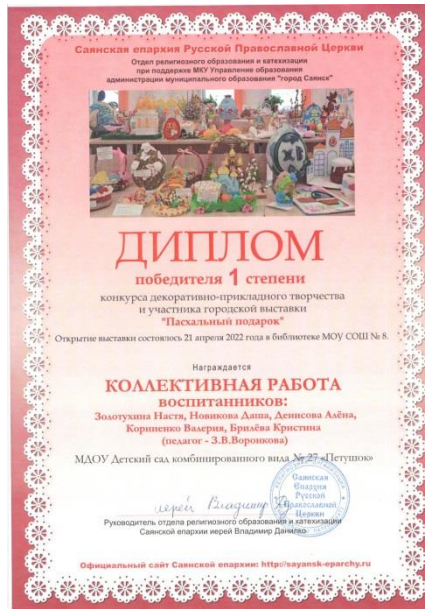 Саянская епархия Русской Православной Церкви
Отдел религиозного образования и катехизации
при поддержке МКУ Управление образования
администрации муниципального образования "город Саянск"
ХВ
ДИПЛОМ
победителя 1 степени
конкурса декоративно-прикладного творчества
и участника городской выставки
"Пасхальный подарок"
Открытие выставки состоялось 21 апреля 2022 года в библиотеке МОУ СОШ № 8.
Награждается
КОЛЛЕКТИВНАЯ РАБОТА
воспитанников:
Золотухина Настя, Новикова Даша, Денисова Алёна,
Корниенко Валерия, Брилёва Кристина
(педагог - З.В.Воронкова)
МДОУ Детский сад комбинированного вида № 27 «Петушок»
Саянская
Епархия
Русской
Православной
Церкви
иерей Владимир
Руководитель отдела религиозного образования и катехизации
Саянской епархии иерей Владимир Данилко
Официальный сайт Саянской епархии: http://sayansk-eparchy.ru